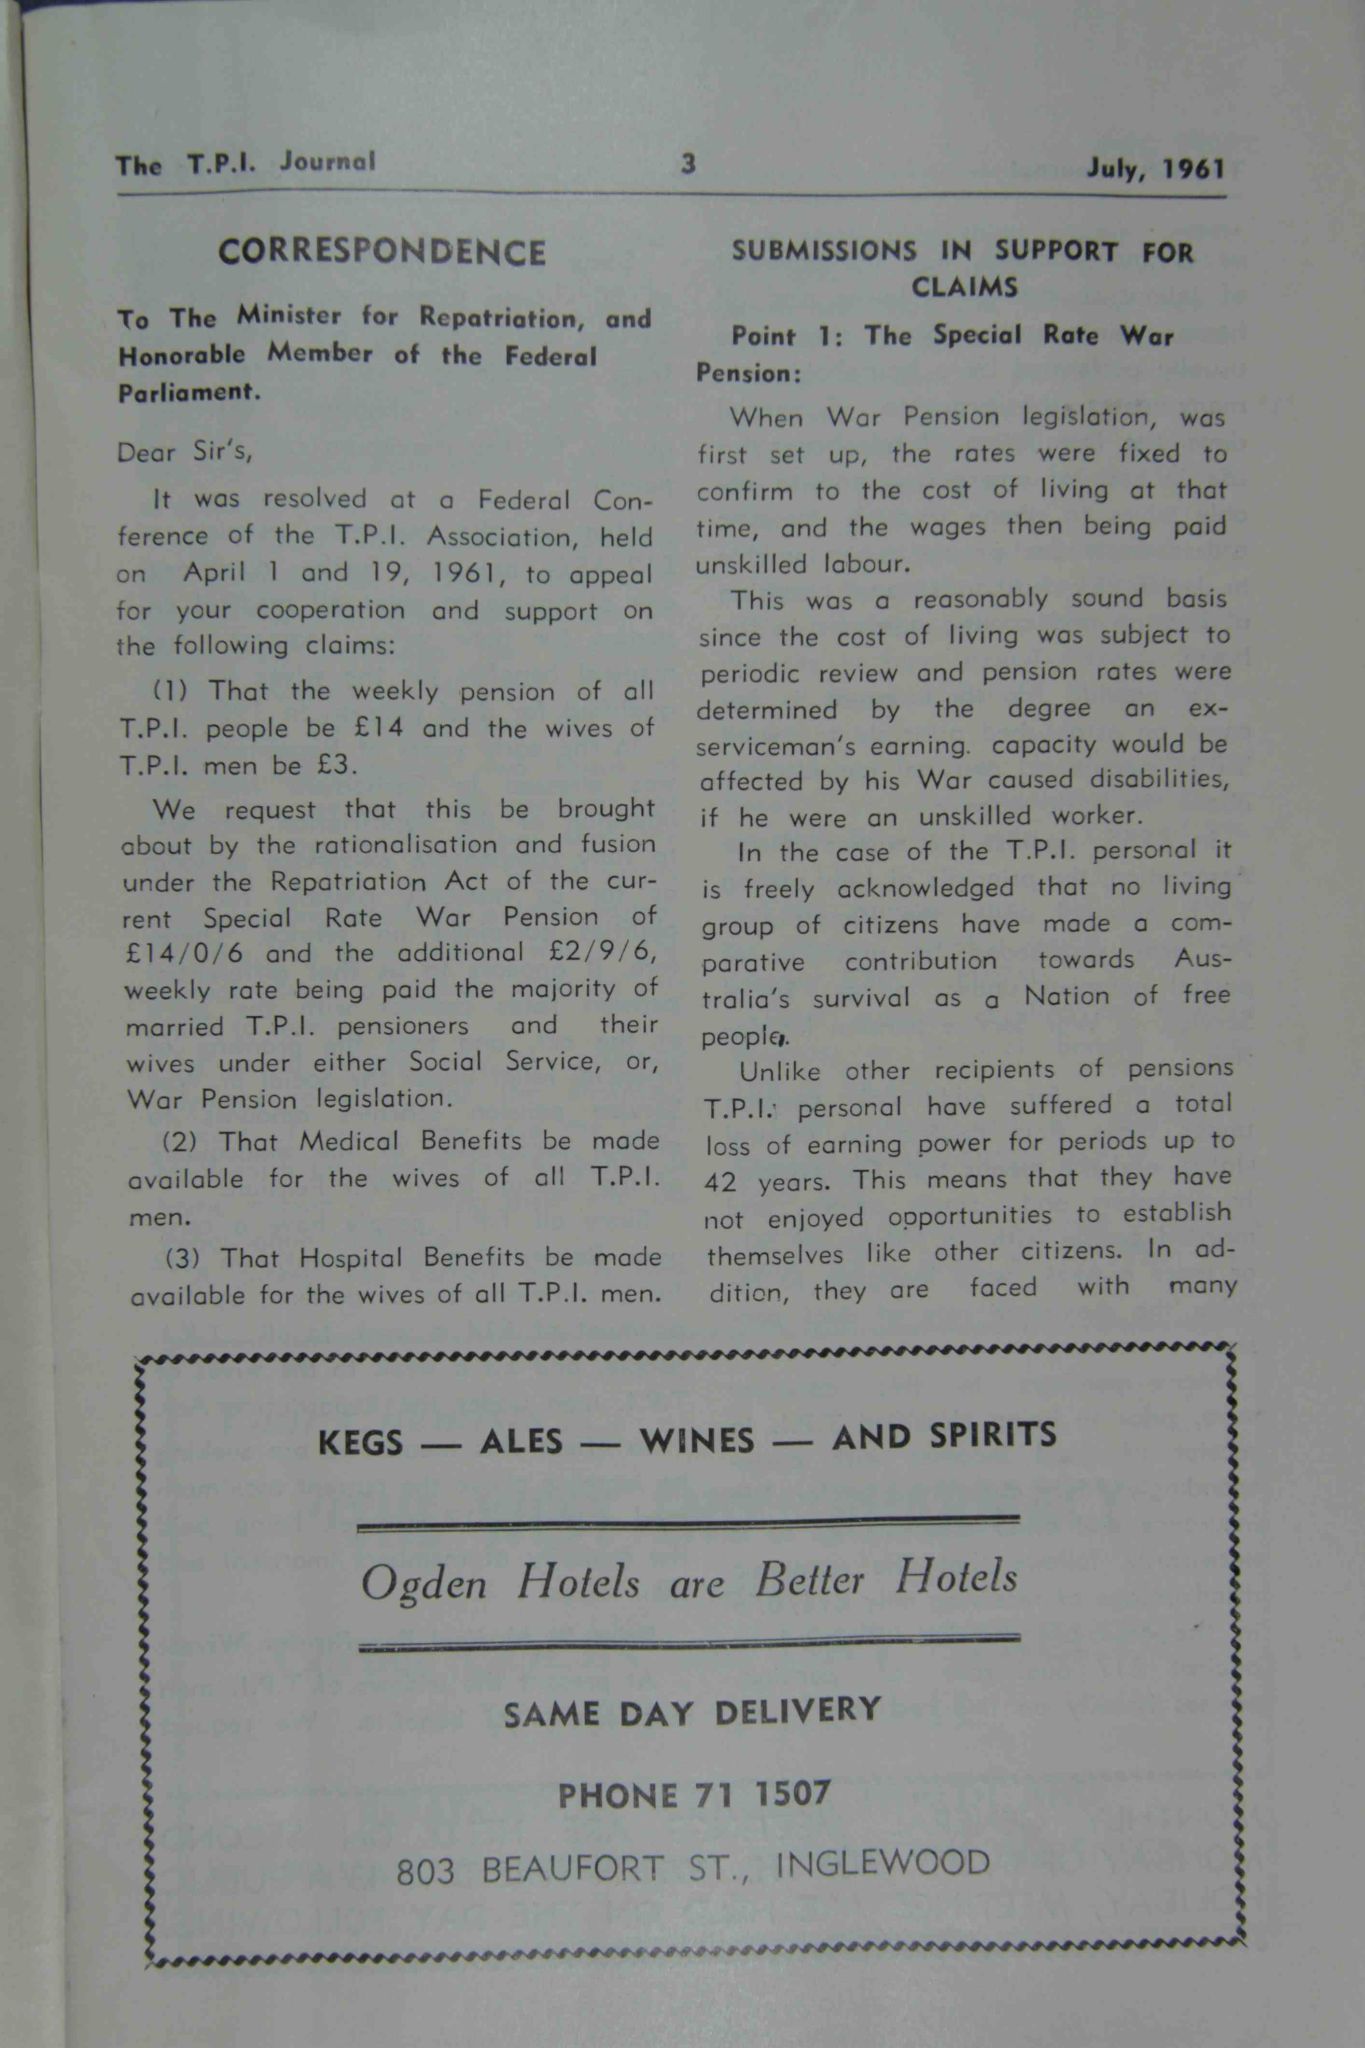 The T.P.I. Journal 3 July, 1961
CORRESPONDENCE
To The Minister for Repatriation, and
Honorable Member of the Federal
Parliament.
Dear Sir's,
It was resolved at a Federal Con-
ference of the T.P.I. Association, held
on April 1 and 19, 1961, to appeal
for your cooperation and support on
the following claims:
(1) That the weekly pension of all
T.P.I. people be £14 and the wives of
T.P.I. men be £3.
We request that this be brought
about by the rationalisation and fusion
under the Repatriation Act of the cur-
rent Special Rate War Pension of
£14/0/6 and the additional £2/9/6,
weekly rate being paid the majority of
married T.P.I. pensioners and their
wives under either Social Service, or,
War Pension legislation.
(2) That Medical Benefits be made
available for the wives of all T.P.I.
men.
(3) That Hospital Benefits be made
available for the wives of all T.P.I. men.
SUBMISSIONS IN SUPPORT FOR
CLAIMS
Point 1: The Special Rate War
Pension:
When War Pension legislation, was
first set up, the rates were fixed to
confirm to the cost of living at that
time, and the wages then being paid
unskilled labour.
This was a reasonably sound basis
since the cost of living was subject to
periodic review and pension rates were
determined by the degree an ex-
serviceman's earning. capacity would be
affected by his War caused disabilities,
if he were an unskilled worker.
In the case of the T.P.I. personal it
is freely acknowledged that no living
group of citizens have made a com-
parative contribution towards Aus-
tralia's survival as a Nation of free
people.
Unlike other recipients of pensions
T.P.I. personal have suffered a total
loss of earning power for periods up to
42 years. This means that they have
not enjoyed opportunities to establish
themselves like other citizens. In ad-
dition, they are faced with many
KEGS — ALES — WINES — AND SPIRITS
Ogden Hotels are Better Hotels
SAME DAY DELIVERY
PHONE 71 1507
803 BEAUFORT ST., INGLEWOOD